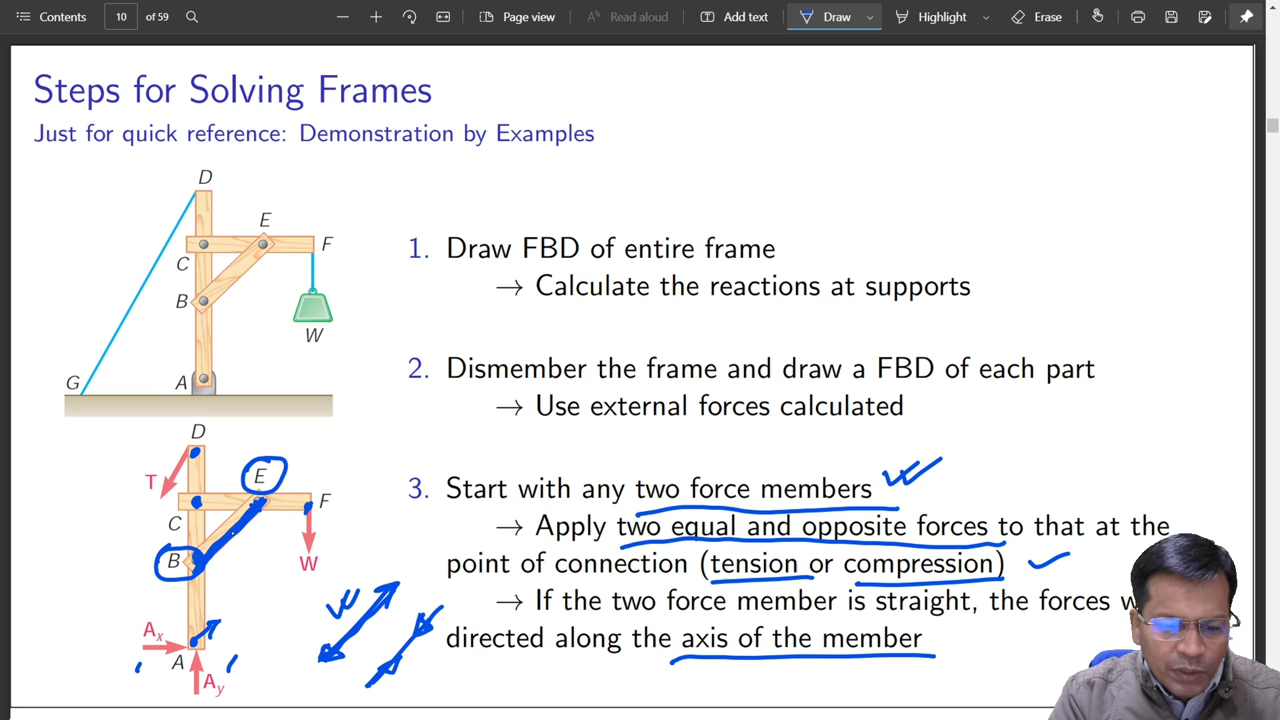 Contents 10 of 59 Page view Read aloud Add text Draw Highlight Erase
Steps for Solving Frames
Just for quick reference: Demonstration by Examples
D
E
F
C
B
W
G
A
1. Draw FBD of entire frame
→ Calculate the reactions at supports
2. Dismember the frame and draw a FBD of each part
→ Use external forces calculated
3. Start with any two force members
→ Apply two equal and opposite forces to that at the
point of connection (tension or compression)
→ If the two force member is straight, the forces
directed along the axis of the member
D
T
E
F
C
B
W
Ax
A
Ay